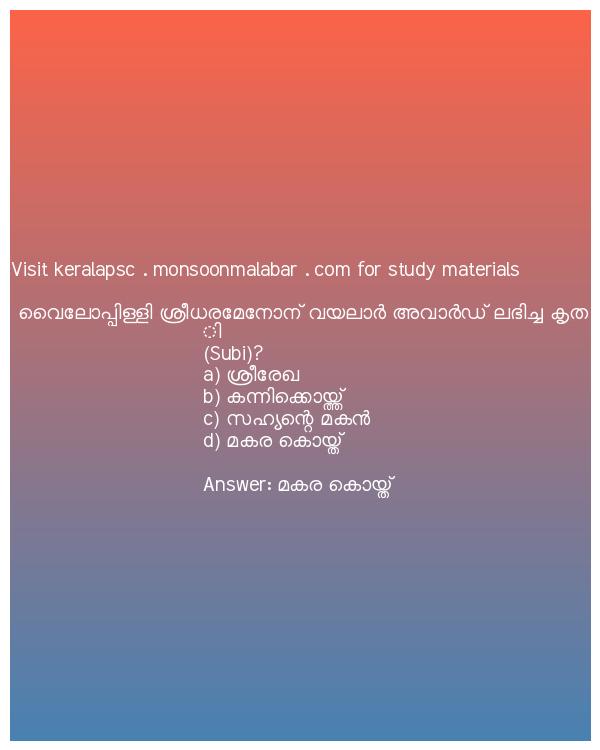 Visit keralapsc . monsoonmalabar . com for study materials
വൈലോപ്പിള്ളി ശ്രീധരമേനോന് വയലാർ അവാർഡ് ലഭിച്ച കൃത
ി
(Subi)?
a) ശ്രീരേഖ
b) കന്നിക്കൊയ്ത്ത്
c) സഹ്യന്റെ മകൻ
d) മകര കൊയ്ത്
Answer: മകര കൊയ്ത്